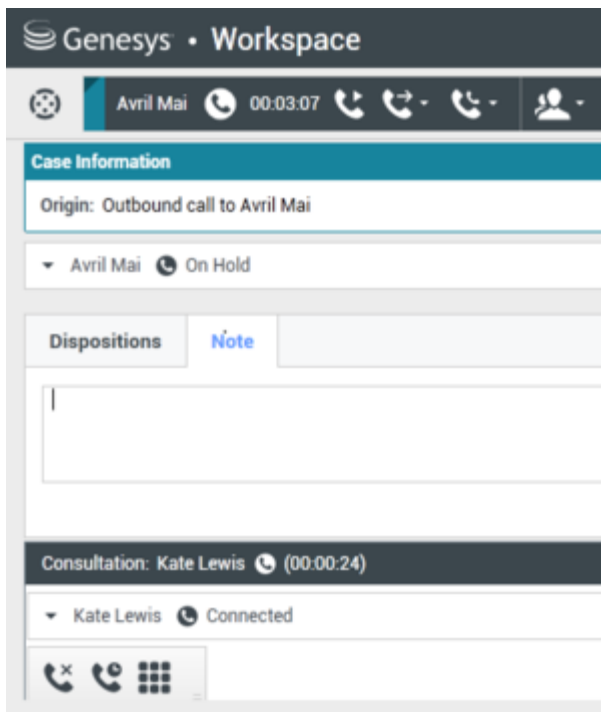 Genesys • Workspace
Avril Mai 00:03:07
Case Information
Origin: Outbound call to Avril Mai
Avril Mai On Hold
Dispositions Note
Consultation: Kate Lewis (00:00:24)
Kate Lewis Connected